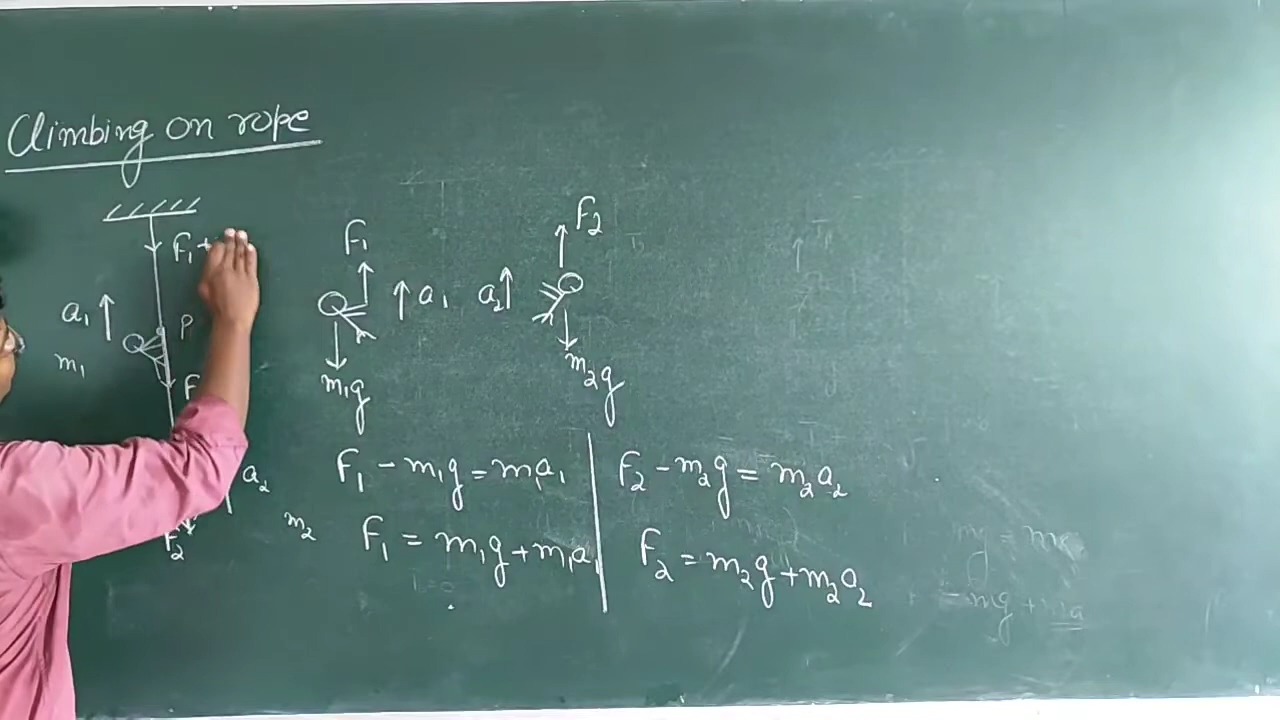 Climbing on rope
F₁ +
a₁
m₁
P
F
a₂
m₂
F₂
F₁
a₁
m₁g
F₂
a₂
m₂g
F₁ - m₁g = m₁a₁
F₁ = m₁g + m₁a₁
F₂ - m₂g = m₂a₂
F₂ = m₂g + m₂a₂